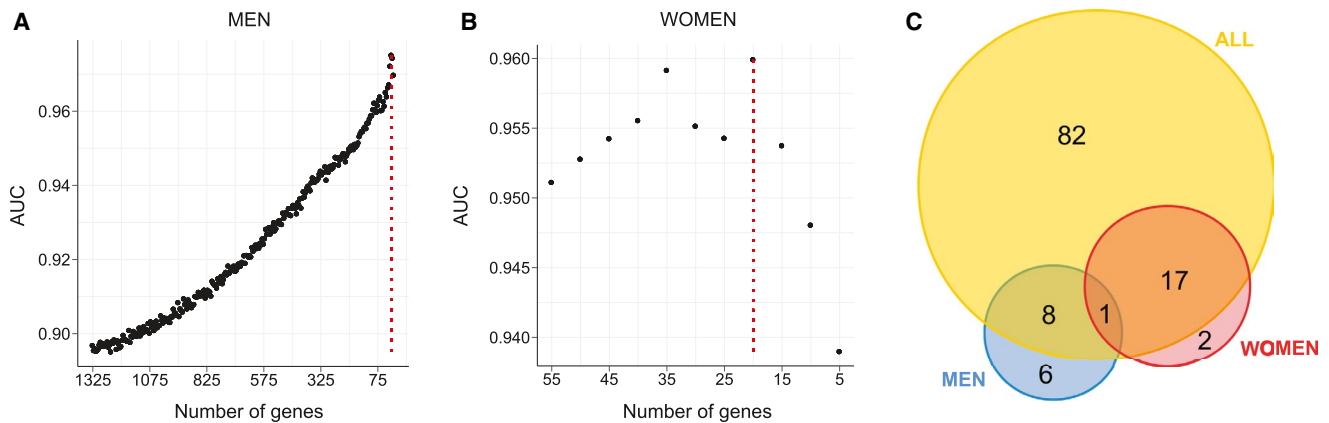 A
MEN
AUC
0.96
0.94
0.92
0.90
1325 1075 825 575 325 75
Number of genes
B
WOMEN
AUC
0.960
0.955
0.950
0.945
0.940
55 45 35 25 15 5
Number of genes
C
ALL
82
17
8
1
2
WOMEN
MEN
6